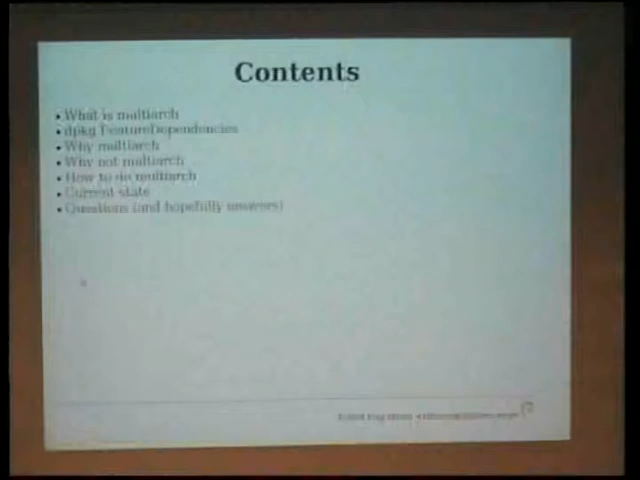 Contents
• What is multiarch
• dpkg FeatureDependencies
• Why multiarch
• Why not multiarch
• How to do multiarch
• Current state
• Questions (and hopefully answers)